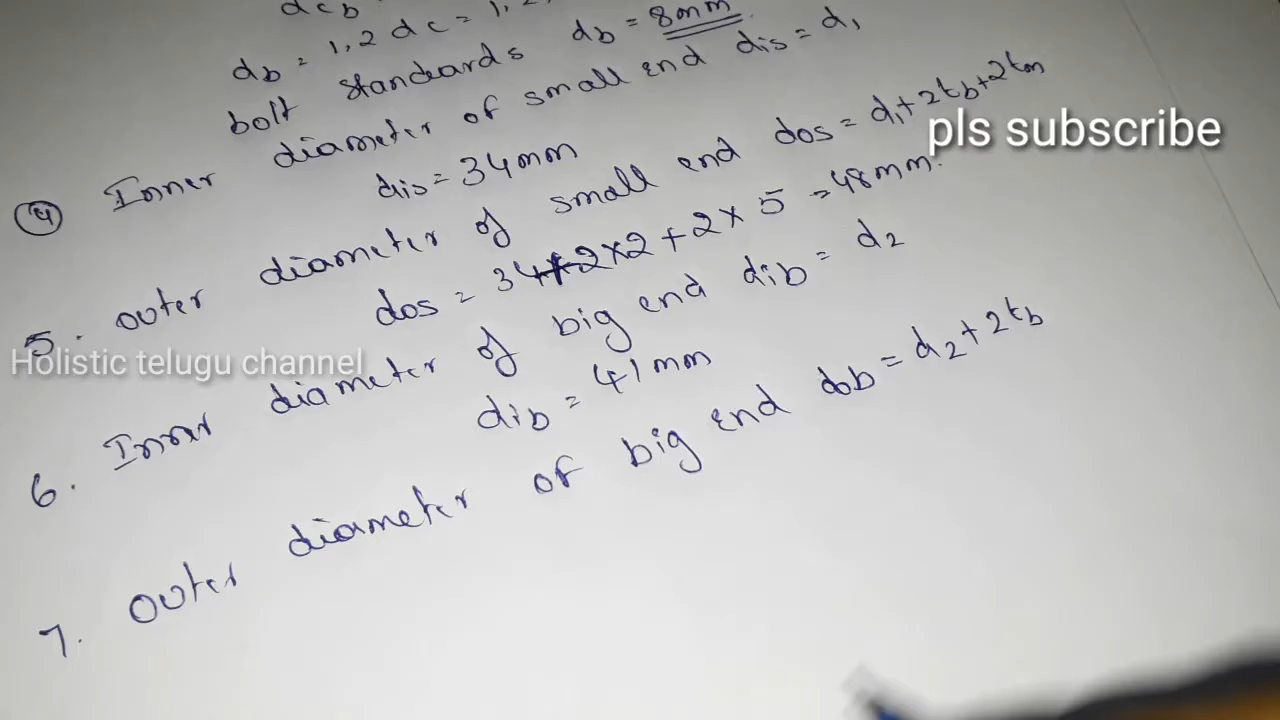 dcb
db = 1,2 dc = 1,2
bolt standards db = 8mm
④ Inner diameter of small end dis = d1
dis = 34mm
5. outer diameter of small end dos = d1+2tb+2tm
dos = 34+2×2+2×5 = 48mm.
6. Inner diameter of big end dib = d2
dib = 41mm
7. outer diameter of big end dob = d2+2tb
pls subscribe
Holistic telugu channel